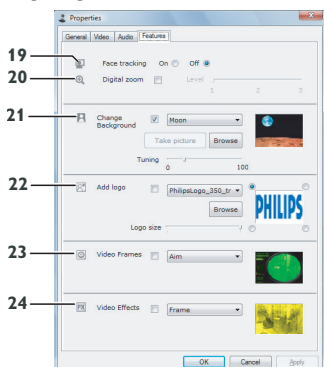 Properties
General Video Audio Features
19 Face tracking On Off
20 Digital zoom Level
1 2 3
21 Change Background Moon
Take picture Browse
Tuning
0 100
22 Add logo PhilipsLogo_350_tr
PHILIPS
Browse
Logo size
23 Video Frames Aim
24 FX Video Effects Frame
OK Cancel Apply